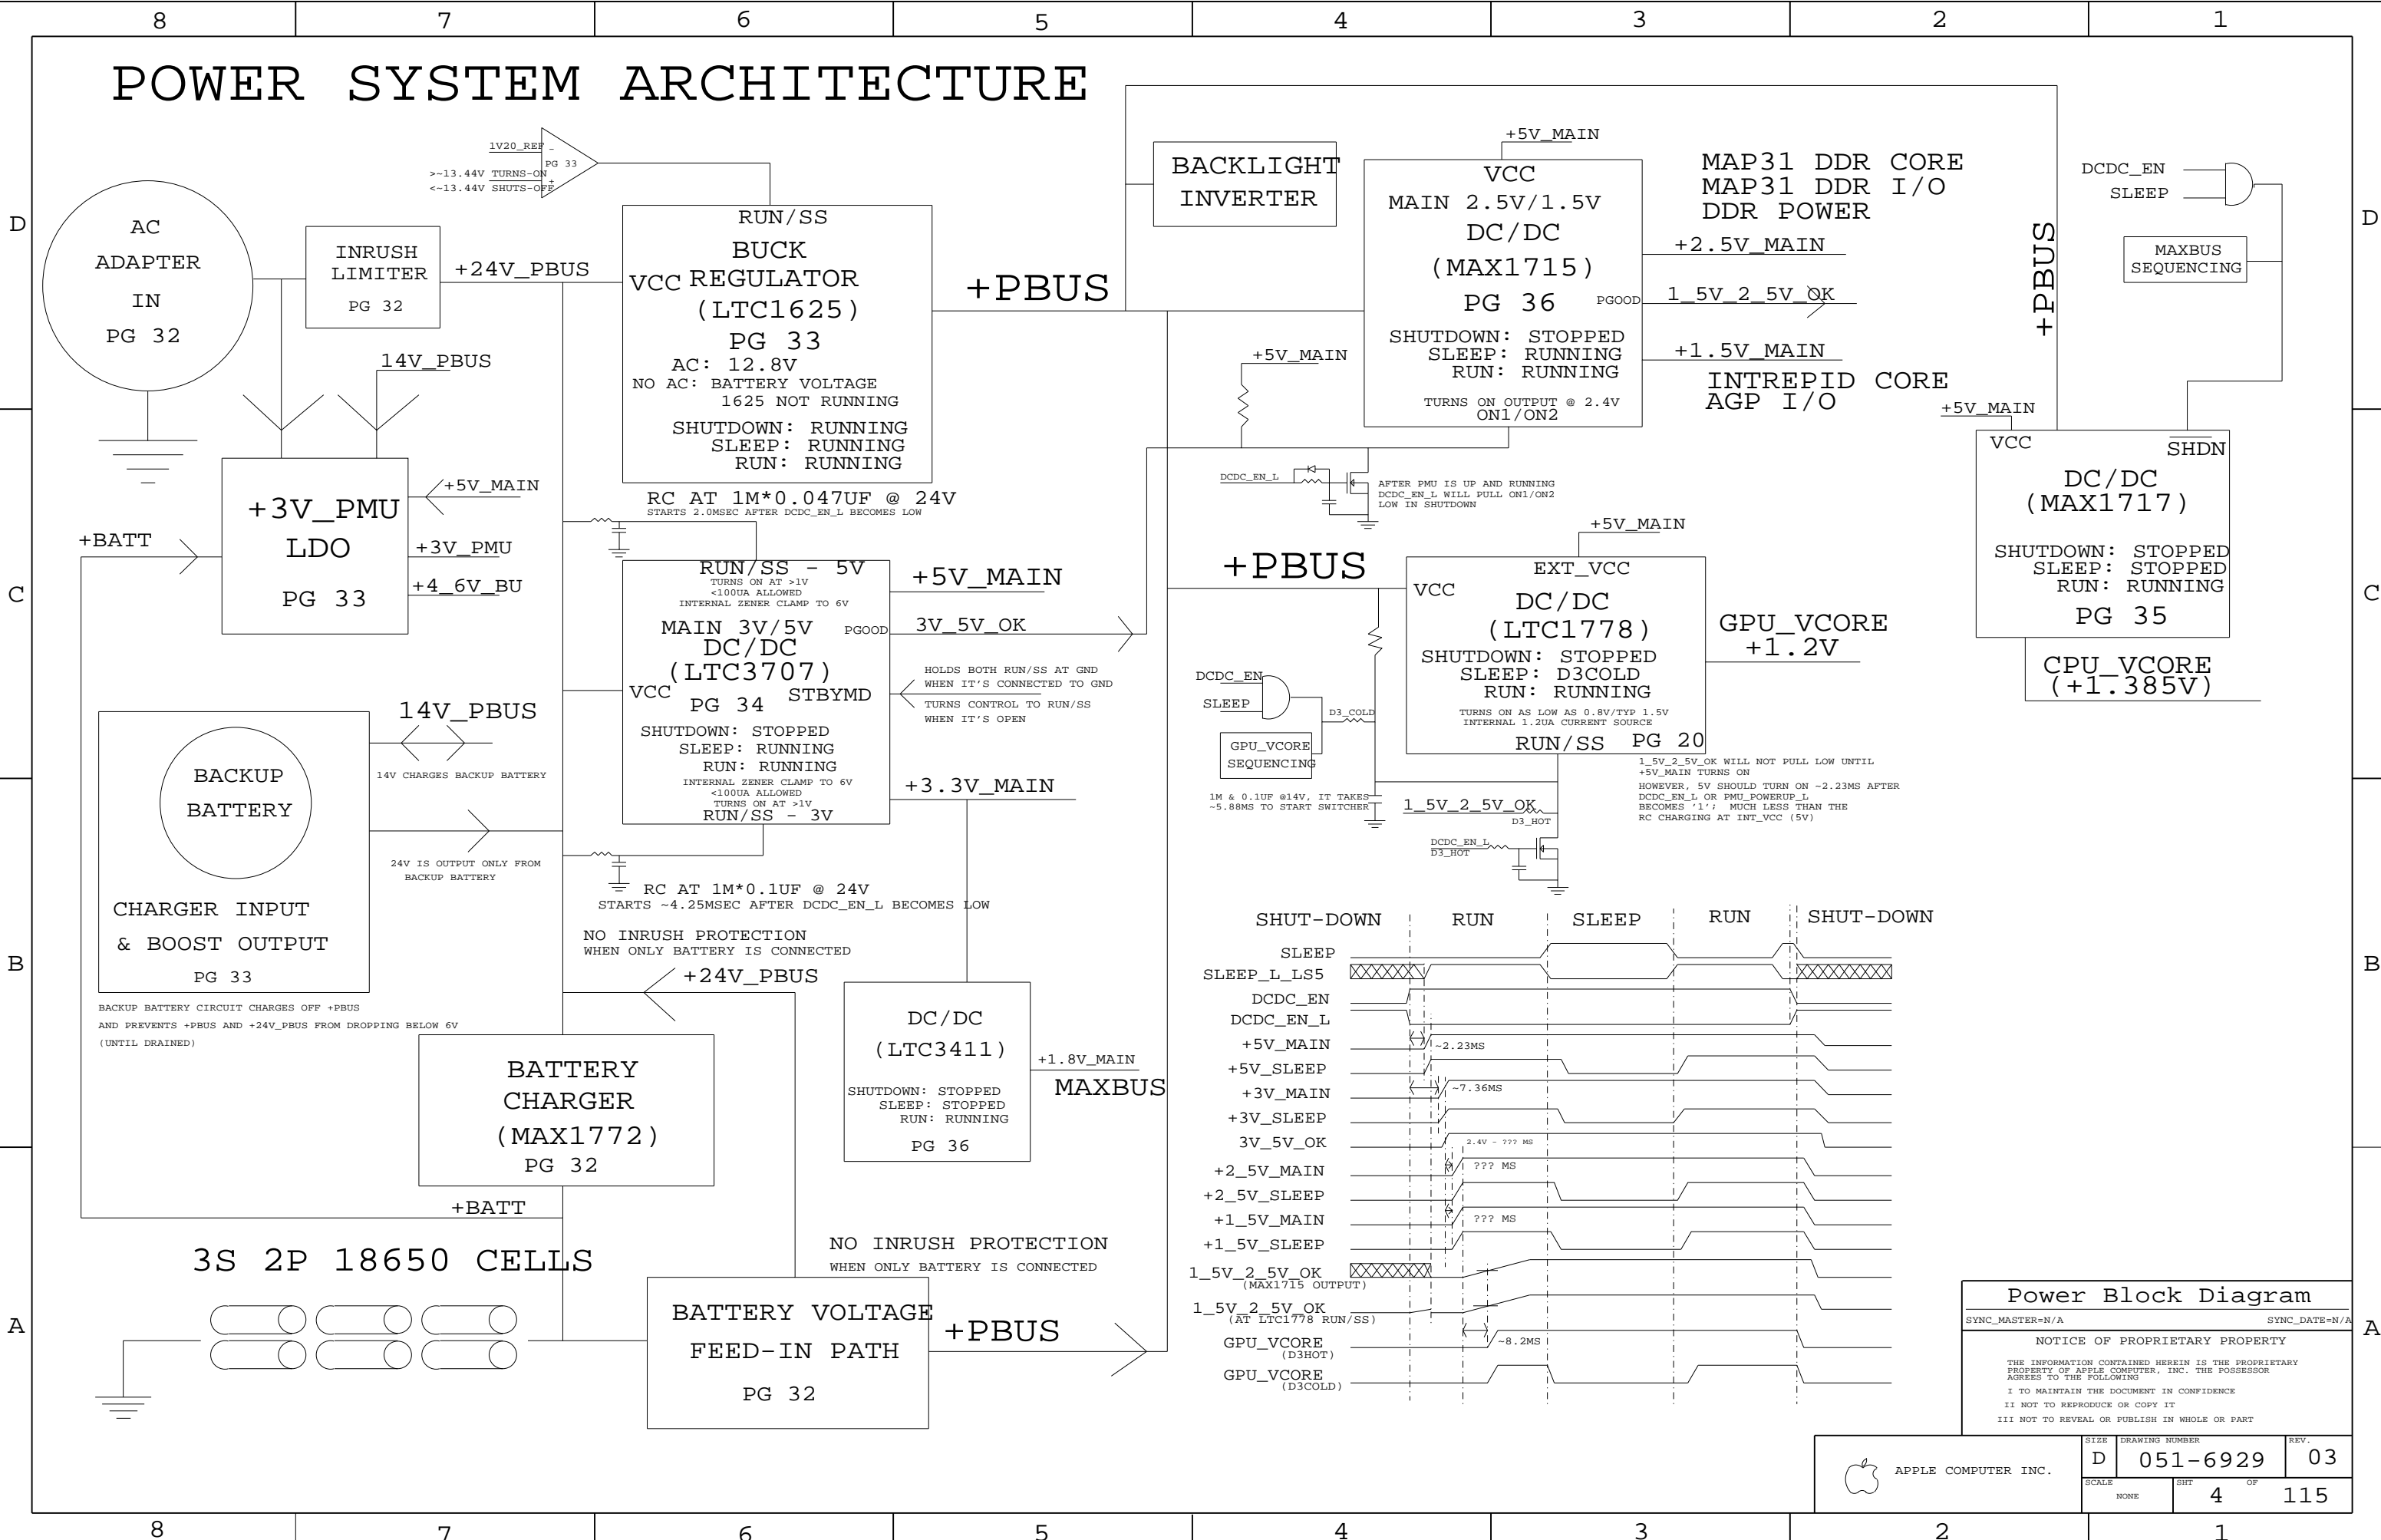 8 7 6 5 4 3 2 1
POWER SYSTEM ARCHITECTURE
D
C
B
A
AC
ADAPTER
IN
PG 32
INRUSH
LIMITER
PG 32
+24V_PBUS
14V_PBUS
1V20_REF
-
PG 33
>~13.44V TURNS-ON
+
<~13.44V SHUTS-OFF
RUN/SS
BUCK
VCC REGULATOR
(LTC1625)
PG 33
AC: 12.8V
NO AC: BATTERY VOLTAGE
1625 NOT RUNNING
SHUTDOWN: RUNNING
SLEEP: RUNNING
RUN: RUNNING
+PBUS
BACKLIGHT
INVERTER
+5V_MAIN
VCC
MAIN 2.5V/1.5V
DC/DC
(MAX1715)
PG 36
PGOOD
SHUTDOWN: STOPPED
SLEEP: RUNNING
RUN: RUNNING
TURNS ON OUTPUT @ 2.4V
ON1/ON2
MAP31 DDR CORE
MAP31 DDR I/O
DDR POWER
+2.5V_MAIN
1_5V_2_5V_OK
+1.5V_MAIN
INTREPID CORE
AGP I/O
+PBUS
DCDC_EN
SLEEP
MAXBUS
SEQUENCING
+5V_MAIN
VCC
SHDN
DC/DC
(MAX1717)
SHUTDOWN: STOPPED
SLEEP: STOPPED
RUN: RUNNING
PG 35
CPU_VCORE
(+1.385V)
+5V_MAIN
DCDC_EN_L
AFTER PMU IS UP AND RUNNING
DCDC_EN_L WILL PULL ON1/ON2
LOW IN SHUTDOWN
+3V_PMU
LDO
PG 33
+BATT
+5V_MAIN
+3V_PMU
+4_6V_BU
RC AT 1M*0.047UF @ 24V
STARTS 2.0MSEC AFTER DCDC_EN_L BECOMES LOW
RUN/SS - 5V
TURNS ON AT >1V
<100UA ALLOWED
INTERNAL ZENER CLAMP TO 6V
MAIN 3V/5V
PGOOD
DC/DC
(LTC3707)
VCC
STBYMD
PG 34
SHUTDOWN: STOPPED
SLEEP: RUNNING
RUN: RUNNING
INTERNAL ZENER CLAMP TO 6V
<100UA ALLOWED
TURNS ON AT >1V
RUN/SS - 3V
+5V_MAIN
3V_5V_OK
HOLDS BOTH RUN/SS AT GND
WHEN IT'S CONNECTED TO GND
TURNS CONTROL TO RUN/SS
WHEN IT'S OPEN
+3.3V_MAIN
RC AT 1M*0.1UF @ 24V
STARTS ~4.25MSEC AFTER DCDC_EN_L BECOMES LOW
+PBUS
+5V_MAIN
EXT_VCC
VCC
DC/DC
(LTC1778)
SHUTDOWN: STOPPED
SLEEP: D3COLD
RUN: RUNNING
TURNS ON AS LOW AS 0.8V/TYP 1.5V
INTERNAL 1.2UA CURRENT SOURCE
RUN/SS PG 20
GPU_VCORE
+1.2V
DCDC_EN
SLEEP
D3_COLD
GPU_VCORE
SEQUENCING
1M & 0.1UF @14V, IT TAKES
~5.88MS TO START SWITCHER
1_5V_2_5V_OK
D3_HOT
DCDC_EN_L
D3_HOT
1_5V_2_5V_OK WILL NOT PULL LOW UNTIL
+5V_MAIN TURNS ON
HOWEVER, 5V SHOULD TURN ON ~2.23MS AFTER
DCDC_EN_L OR PMU_POWERUP_L
BECOMES '1'; MUCH LESS THAN THE
RC CHARGING AT INT_VCC (5V)
BACKUP
BATTERY
CHARGER INPUT
& BOOST OUTPUT
PG 33
14V_PBUS
14V CHARGES BACKUP BATTERY
24V IS OUTPUT ONLY FROM
BACKUP BATTERY
BACKUP BATTERY CIRCUIT CHARGES OFF +PBUS
AND PREVENTS +PBUS AND +24V_PBUS FROM DROPPING BELOW 6V
(UNTIL DRAINED)
NO INRUSH PROTECTION
WHEN ONLY BATTERY IS CONNECTED
+24V_PBUS
BATTERY
CHARGER
(MAX1772)
PG 32
+BATT
DC/DC
(LTC3411)
SHUTDOWN: STOPPED
SLEEP: STOPPED
RUN: RUNNING
PG 36
+1.8V_MAIN
MAXBUS
3S 2P 18650 CELLS
NO INRUSH PROTECTION
WHEN ONLY BATTERY IS CONNECTED
BATTERY VOLTAGE
FEED-IN PATH
PG 32
+PBUS
SHUT-DOWN RUN SLEEP RUN SHUT-DOWN
SLEEP
SLEEP_L_LS5
DCDC_EN
DCDC_EN_L
+5V_MAIN
~2.23MS
+5V_SLEEP
+3V_MAIN
~7.36MS
+3V_SLEEP
3V_5V_OK
2.4V - ??? MS
+2_5V_MAIN
??? MS
+2_5V_SLEEP
+1_5V_MAIN
??? MS
+1_5V_SLEEP
1_5V_2_5V_OK
(MAX1715 OUTPUT)
1_5V_2_5V_OK
(AT LTC1778 RUN/SS)
GPU_VCORE
(D3HOT)
~8.2MS
GPU_VCORE
(D3COLD)
Power Block Diagram
SYNC_MASTER=N/A SYNC_DATE=N/A
NOTICE OF PROPRIETARY PROPERTY
THE INFORMATION CONTAINED HEREIN IS THE PROPRIETARY
PROPERTY OF APPLE COMPUTER, INC. THE POSSESSOR
AGREES TO THE FOLLOWING
I TO MAINTAIN THE DOCUMENT IN CONFIDENCE
II NOT TO REPRODUCE OR COPY IT
III NOT TO REVEAL OR PUBLISH IN WHOLE OR PART
APPLE COMPUTER INC.
SIZE DRAWING NUMBER REV.
D 051-6929 03
SCALE SHT OF
NONE 4 115
D
C
B
A
8 7 6 5 4 3 2 1